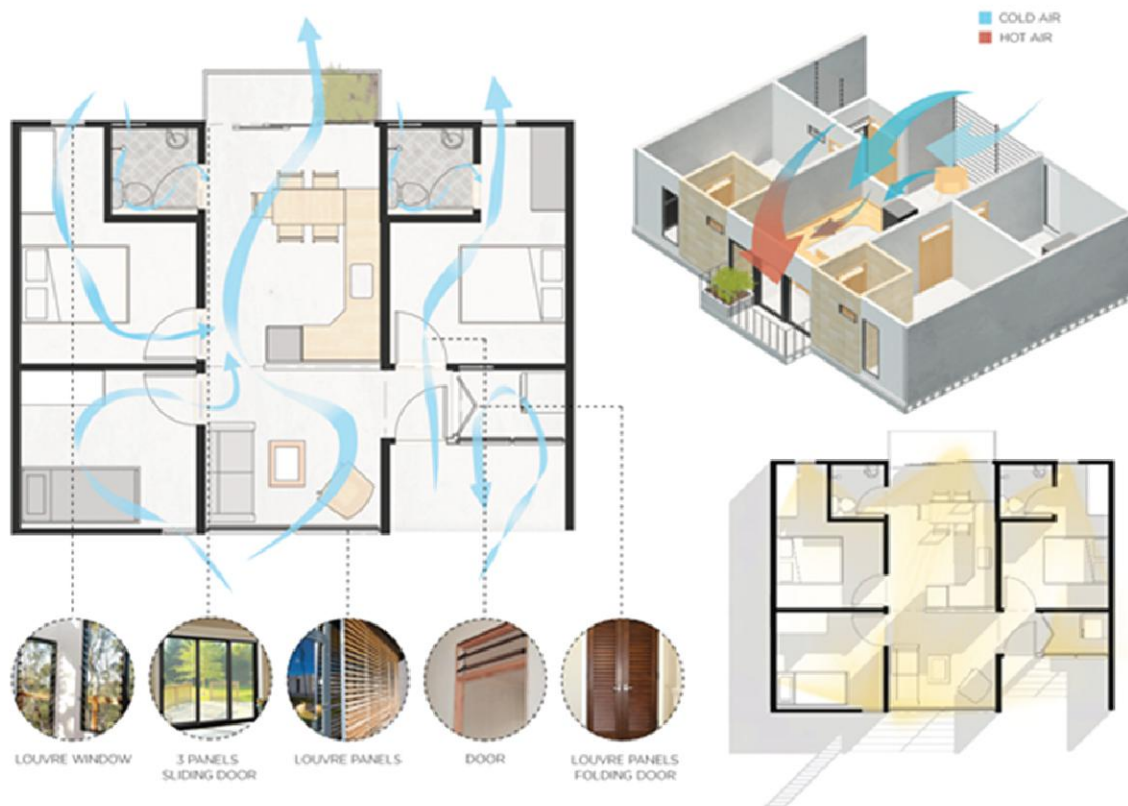 COLD AIR
HOT AIR
LOUVRE WINDOW
3 PANELS
SLIDING DOOR
LOUVRE PANELS
DOOR
LOUVRE PANELS
FOLDING DOOR